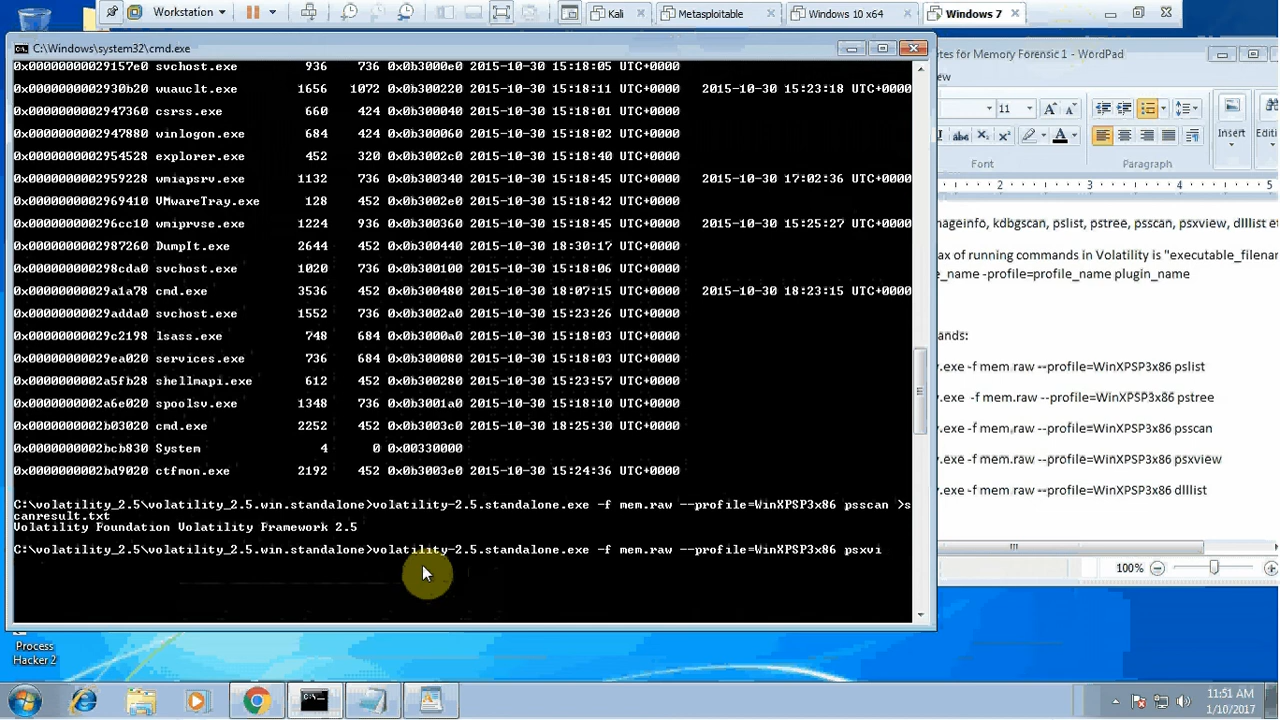 Workstation
Kali
Metasploitable
Windows 10 x64
Windows 7
C:\Windows\system32\cmd.exe
0x00000000029157e0 svchost.exe 936 736 0x0b3000e0 2015-10-30 15:18:05 UTC+0000
0x0000000002930b20 wuauclt.exe 1656 1072 0x0b300220 2015-10-30 15:18:11 UTC+0000 2015-10-30 15:23:18 UTC+0000
0x0000000002947360 csrss.exe 660 424 0x0b300040 2015-10-30 15:18:01 UTC+0000
0x0000000002947880 winlogon.exe 684 424 0x0b300060 2015-10-30 15:18:02 UTC+0000
0x0000000002954528 explorer.exe 452 320 0x0b3002c0 2015-10-30 15:18:40 UTC+0000
0x0000000002959228 wmiapsrv.exe 1132 736 0x0b300340 2015-10-30 15:18:45 UTC+0000 2015-10-30 17:02:36 UTC+0000
0x0000000002969410 VMwareTray.exe 128 452 0x0b3002e0 2015-10-30 15:18:42 UTC+0000
0x000000000296cc10 wmiprvse.exe 1224 936 0x0b300360 2015-10-30 15:18:45 UTC+0000 2015-10-30 15:25:27 UTC+0000
0x0000000002987260 DumpIt.exe 2644 452 0x0b300440 2015-10-30 18:30:17 UTC+0000
0x000000000298cda0 svchost.exe 1020 736 0x0b300100 2015-10-30 15:18:06 UTC+0000
0x00000000029a1a78 cmd.exe 3536 452 0x0b300480 2015-10-30 18:07:15 UTC+0000 2015-10-30 18:23:15 UTC+0000
0x00000000029adda0 svchost.exe 1552 736 0x0b3002a0 2015-10-30 15:23:26 UTC+0000
0x00000000029c2198 lsass.exe 748 684 0x0b3000a0 2015-10-30 15:18:03 UTC+0000
0x00000000029ea020 services.exe 736 684 0x0b300080 2015-10-30 15:18:03 UTC+0000
0x0000000002a5fb28 shellmapi.exe 612 452 0x0b300280 2015-10-30 15:23:57 UTC+0000
0x0000000002a6e020 spoolsv.exe 1348 736 0x0b3001a0 2015-10-30 15:18:10 UTC+0000
0x0000000002b03020 cmd.exe 2252 452 0x0b3003c0 2015-10-30 18:25:30 UTC+0000
0x0000000002bcb830 System 4 0 0x00330000
0x0000000002bd9020 ctfmon.exe 2192 452 0x0b3003e0 2015-10-30 15:24:36 UTC+0000
C:\volatility_2.5\volatility_2.5.win.standalone>volatility-2.5.standalone.exe -f mem.raw --profile=WinXPSP3x86 psscan >s
canresult.txt
Volatility Foundation Volatility Framework 2.5
C:\volatility_2.5\volatility_2.5.win.standalone>volatility-2.5.standalone.exe -f mem.raw --profile=WinXPSP3x86 psxvi
tes for Memory Forensic 1 - WordPad
ew
11
Font
Paragraph
Insert
Editi
2 3 4 5
nageinfo, kdbgscan, pslist, pstree, psscan, psxview, dlllist et
ax of running commands in Volatility is "executable_filenar
e_name -profile=profile_name plugin_name
ands:
y.exe -f mem.raw --profile=WinXPSP3x86 pslist
y.exe -f mem.raw --profile=WinXPSP3x86 pstree
y.exe -f mem.raw --profile=WinXPSP3x86 psscan
y.exe -f mem.raw --profile=WinXPSP3x86 psxview
y.exe -f mem.raw --profile=WinXPSP3x86 dlllist
100%
Process
Hacker 2
11:51 AM
1/10/2017